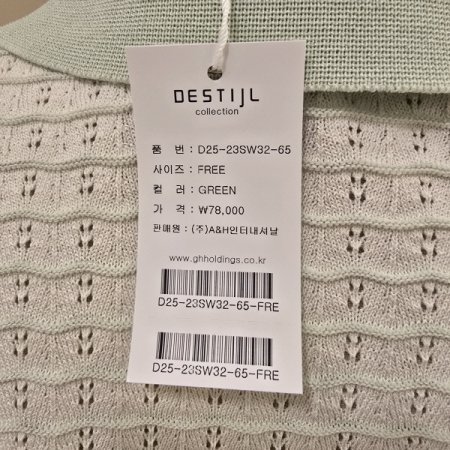 DESTIJL
collection
품 번 : D25-23SW32-65
사이즈 : FREE
컬 러 : GREEN
가 격 : ₩78,000
판매원 : (주)A&H인터내셔날
www.ghholdings.co.kr
D25-23SW32-65-FRE
D25-23SW32-65-FRE